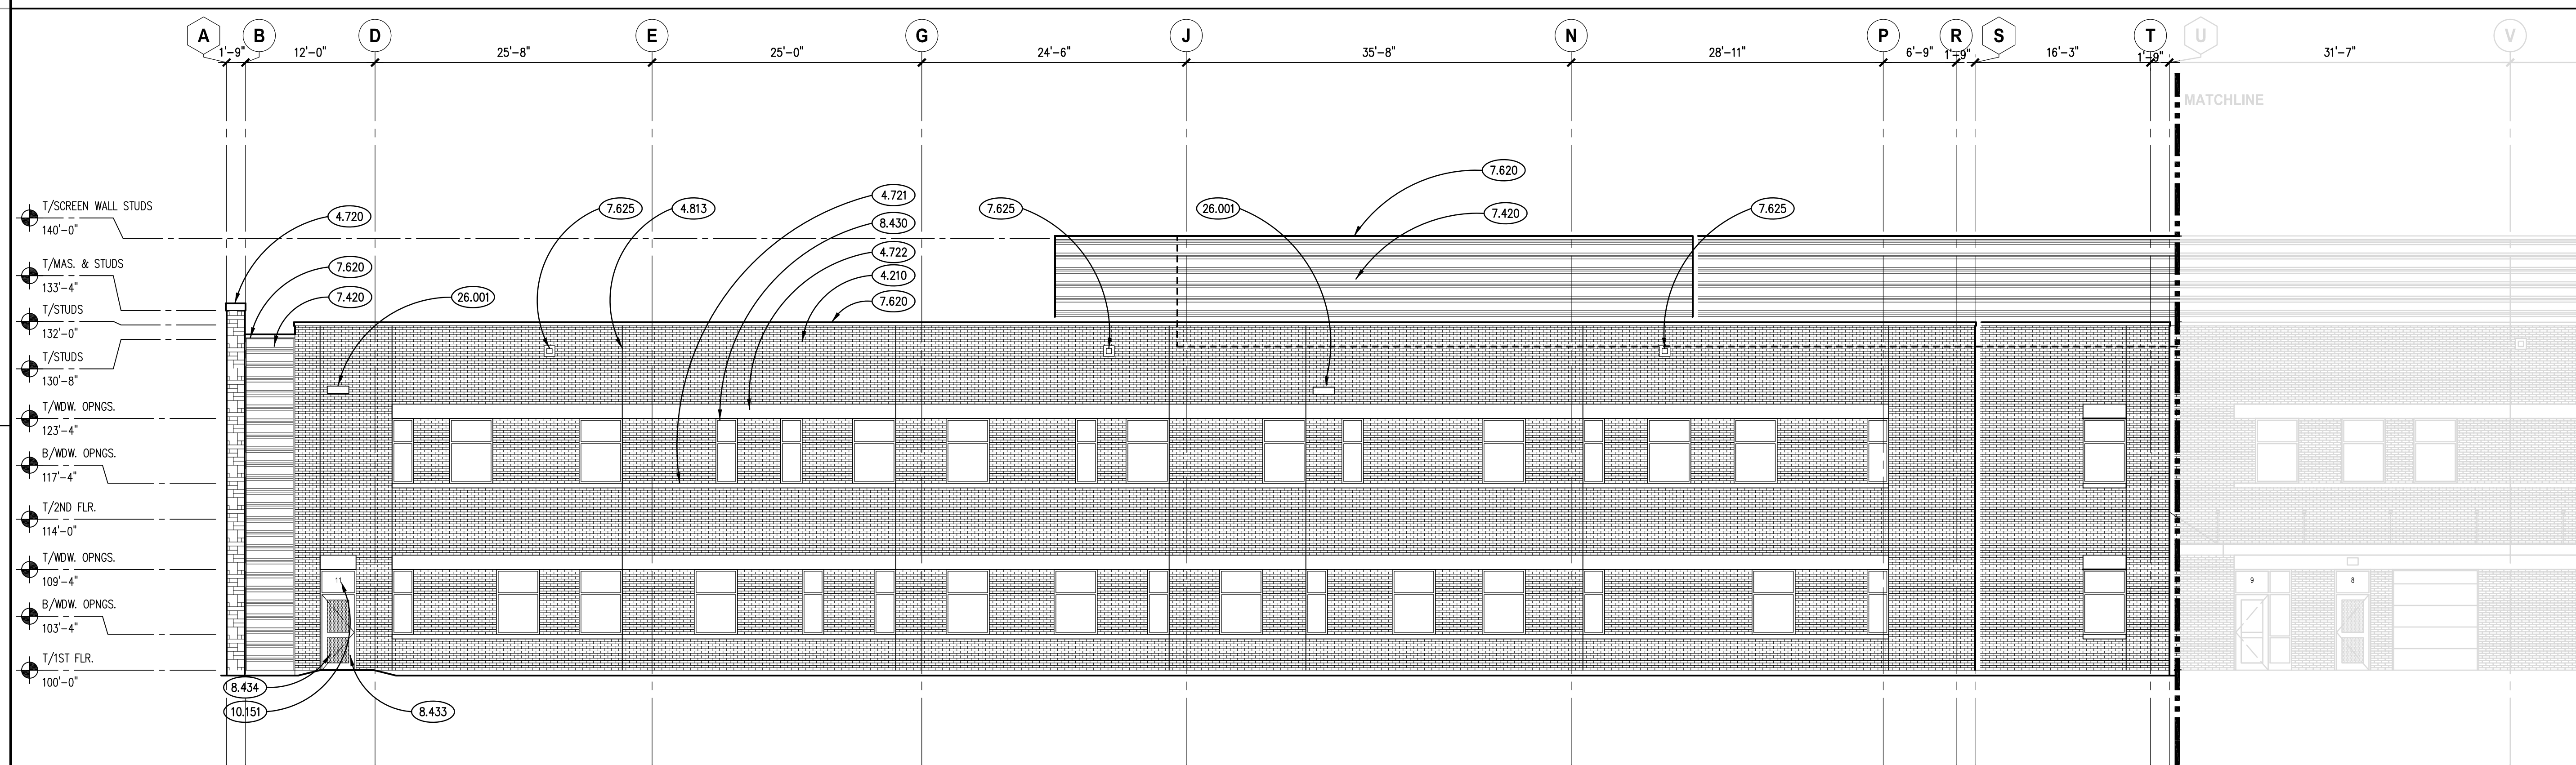 A
B
D
E
G
J
N
P
R
S
T
U
V
1'-9"
12'-0"
25'-8"
25'-0"
24'-6"
35'-8"
28'-11"
6'-9"
1'-9"
16'-3"
1'-9"
31'-7"
MATCHLINE
T/SCREEN WALL STUDS
140'-0"
T/MAS. & STUDS
133'-4"
T/STUDS
132'-0"
T/STUDS
130'-8"
T/WDW. OPNGS.
123'-4"
B/WDW. OPNGS.
117'-4"
T/2ND FLR.
114'-0"
T/WDW. OPNGS.
109'-4"
B/WDW. OPNGS.
103'-4"
T/1ST FLR.
100'-0"
4.720
7.620
7.420
26.001
7.625
4.813
4.721
8.430
4.722
4.210
7.620
7.625
26.001
7.620
7.420
7.625
11
9
8
8.434
10.151
8.433